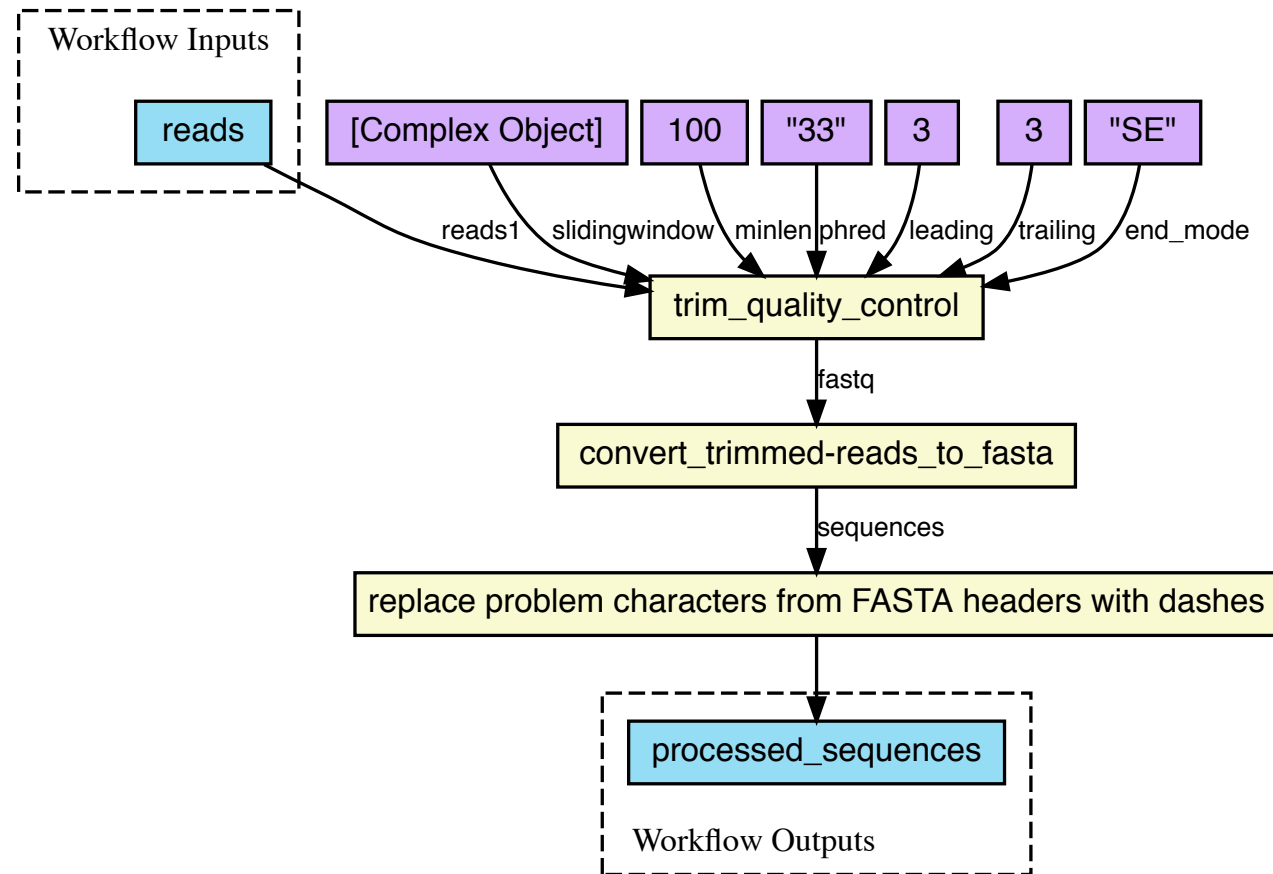 Workflow Inputs
reads
[Complex Object]
100
"33"
3
3
"SE"
reads1
slidingwindow
minlen
phred
leading
trailing
end_mode
trim_quality_control
fastq
convert_trimmed-reads_to_fasta
sequences
replace problem characters from FASTA headers with dashes
processed_sequences
Workflow Outputs